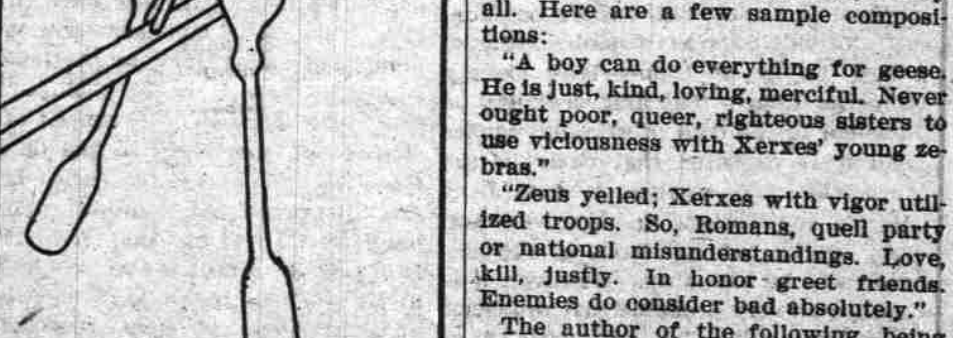 all. Here are a few sample composi-
tions:
"A boy can do everything for geese.
He is just, kind, loving, merciful. Never
ought poor, queer, righteous sisters to
use viciousness with Xerxes' young ze-
bras."
"Zeus yelled; Xerxes with vigor util-
ized troops. So, Romans, quell party
or national misunderstandings. Love,
kill, justly. In honor greet friends.
Enemies do consider bad absolutely."
The author of the following, being